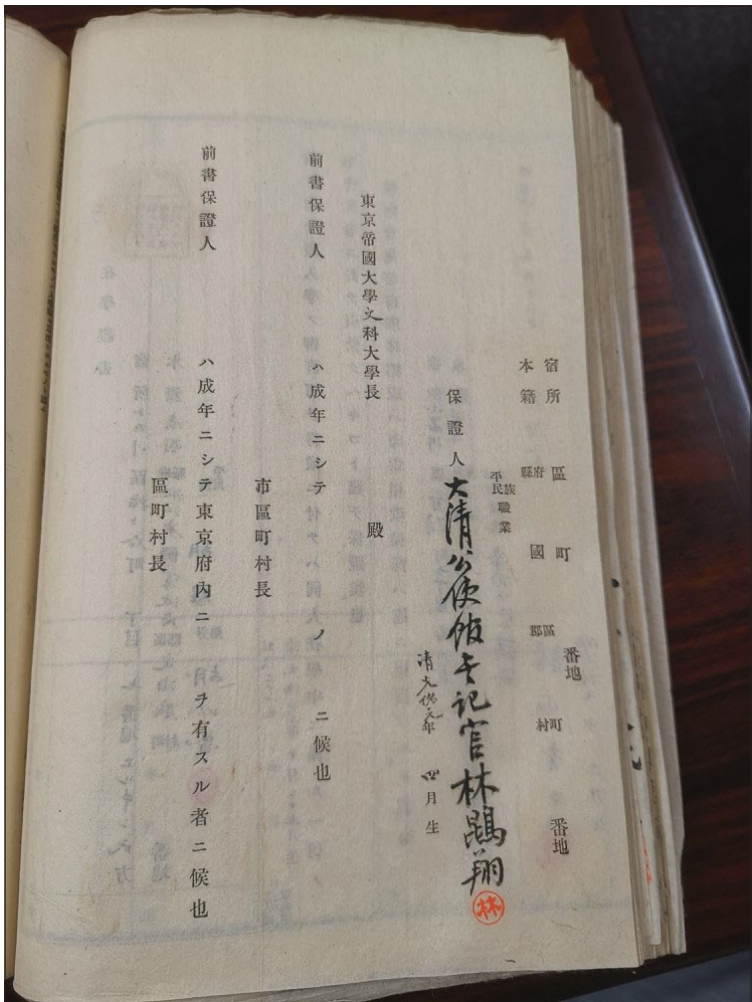 宿所 區 町 番地
本籍 府縣 國 區郡 町村 番地
族平民 職業
保證人 大清公使館書記官林鵾翔 林
清 年 四月生
東京帝國大學文科大學長 殿
前書保證人 ハ成年ニシテ ノ ニ候也
市區町村長
前書保證人 ハ成年ニシテ東京府內ニ ヲ有スル者ニ候也
區町村長